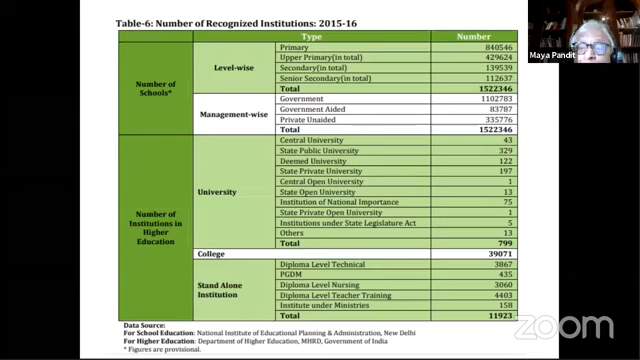 Table-6: Number of Recognized Institutions: 2015-16
Type Number
Number of Schools*
Level-wise
Primary 840546
Upper Primary(in total) 429624
Secondary(in total) 139539
Senior Secondary(in total) 112637
Total 1522346
Management-wise
Government 1102783
Government Aided 83787
Private Unaided 335776
Total 1522346
Number of Institutions in Higher Education
University
Central University 43
State Public University 329
Deemed University 122
State Private University 197
Central Open University 1
State Open University 13
Institution of National Importance 75
State Private Open University 1
Institutions under State Legislature Act 5
Others 13
Total 799
College 39071
Stand Alone Institution
Diploma Level Technical 3867
PGDM 435
Diploma Level Nursing 3060
Diploma Level Teacher Training 4403
Institute under Ministries 158
Total 11923
Data Source:
For School Education: National Institute of Educational Planning & Administration, New Delhi
For Higher Education: Department of Higher Education, MHRD, Government of India
* Figures are provisional.
Maya Pandit
zoom